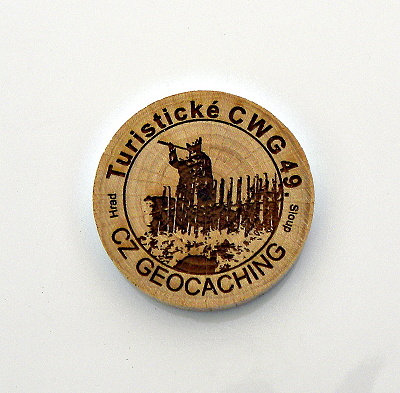 Turistické CWG 49.
Hrad
Sloup
CZ GEOCACHING